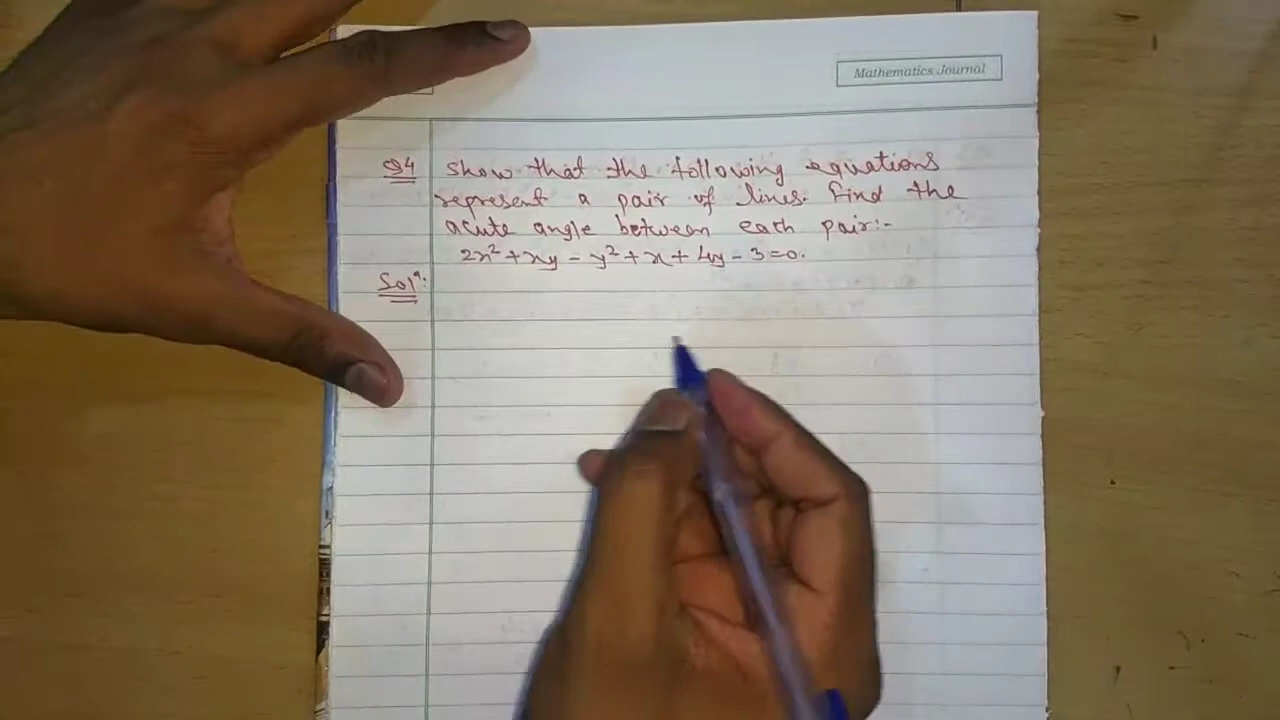 Mathematics Journal
Q4 Show that the following equations
represent a pair of lines. Find the
acute angle between each pair:-
2x² + xy - y² + x + 4y - 3 = 0.
Solⁿ: